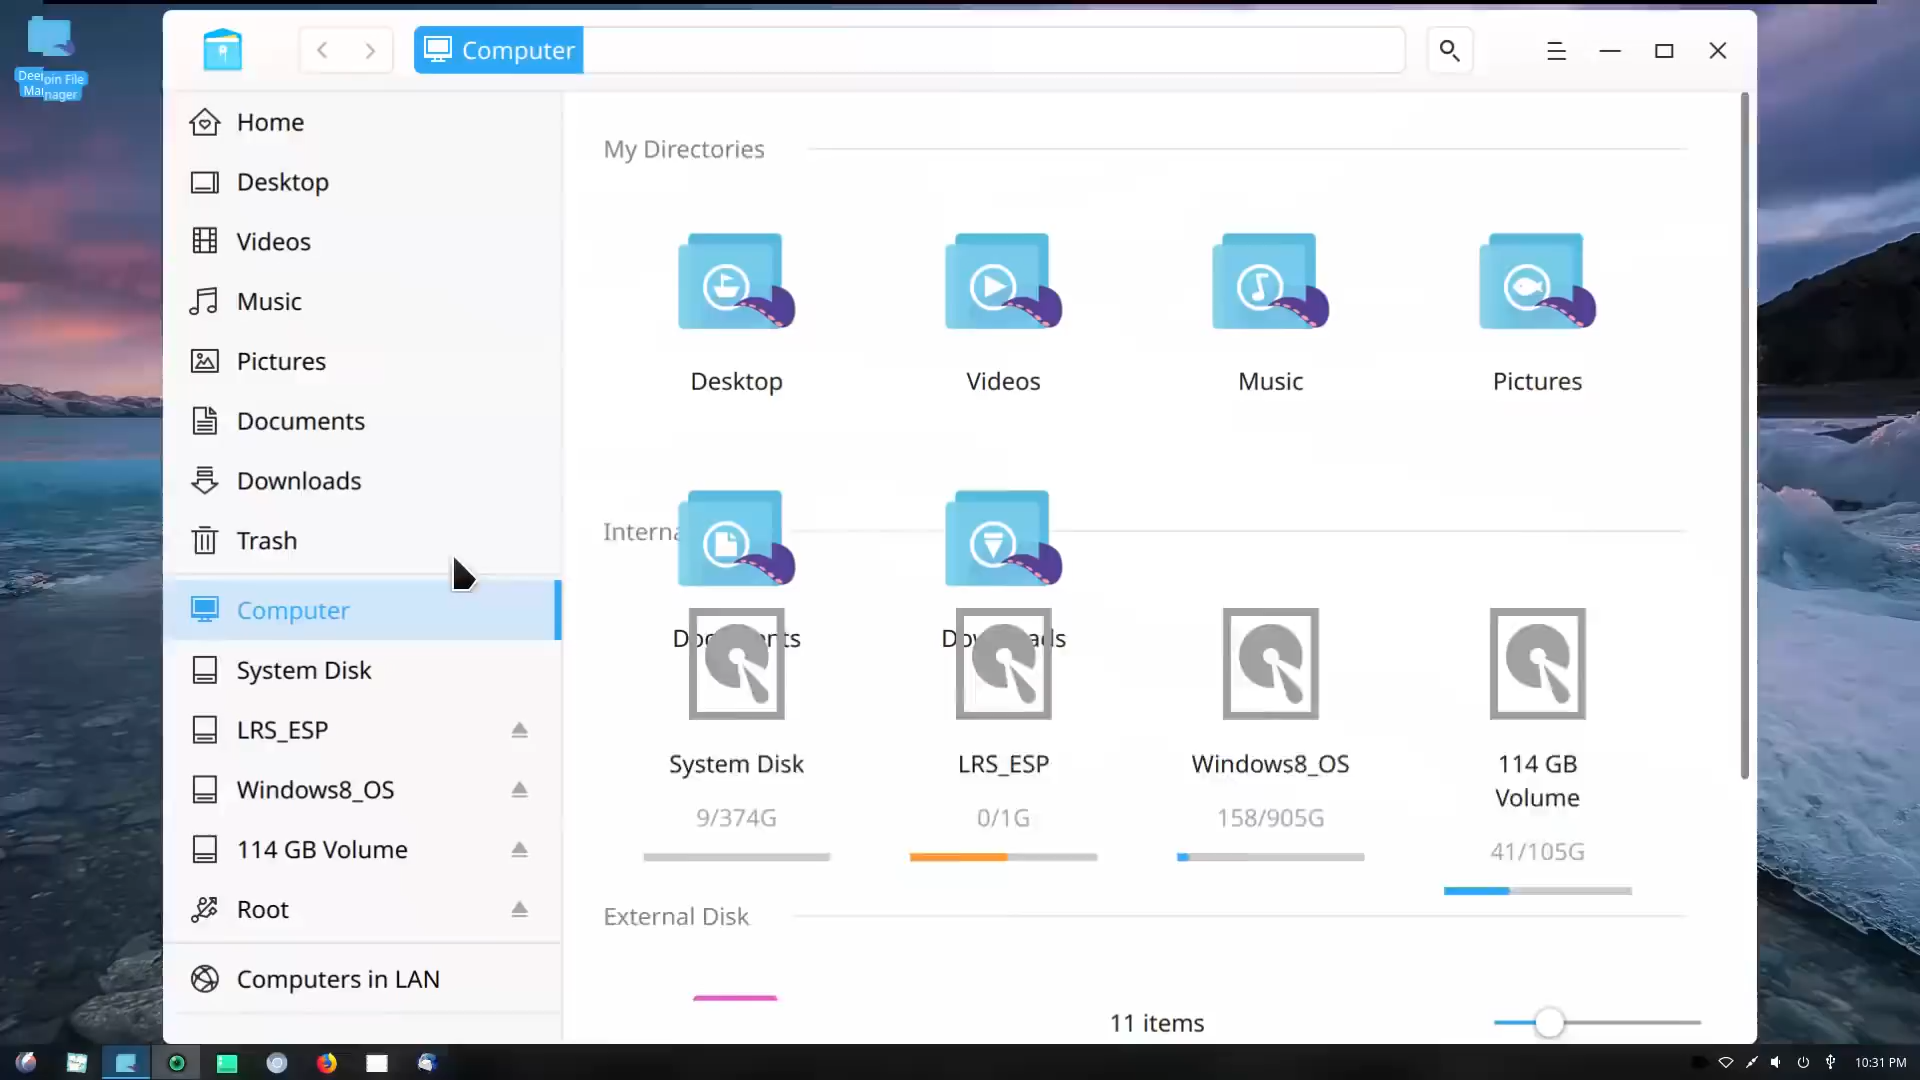 Computer
Home
Desktop
Videos
Music
Pictures
Documents
Downloads
Trash
Computer
System Disk
LRS_ESP
Windows8_OS
114 GB Volume
Root
Computers in LAN
My Directories
Desktop
Videos
Music
Pictures
System Disk
LRS_ESP
Windows8_OS
114 GB
Volume
9/374G
0/1G
158/905G
41/105G
External Disk
11 items
10:31 PM